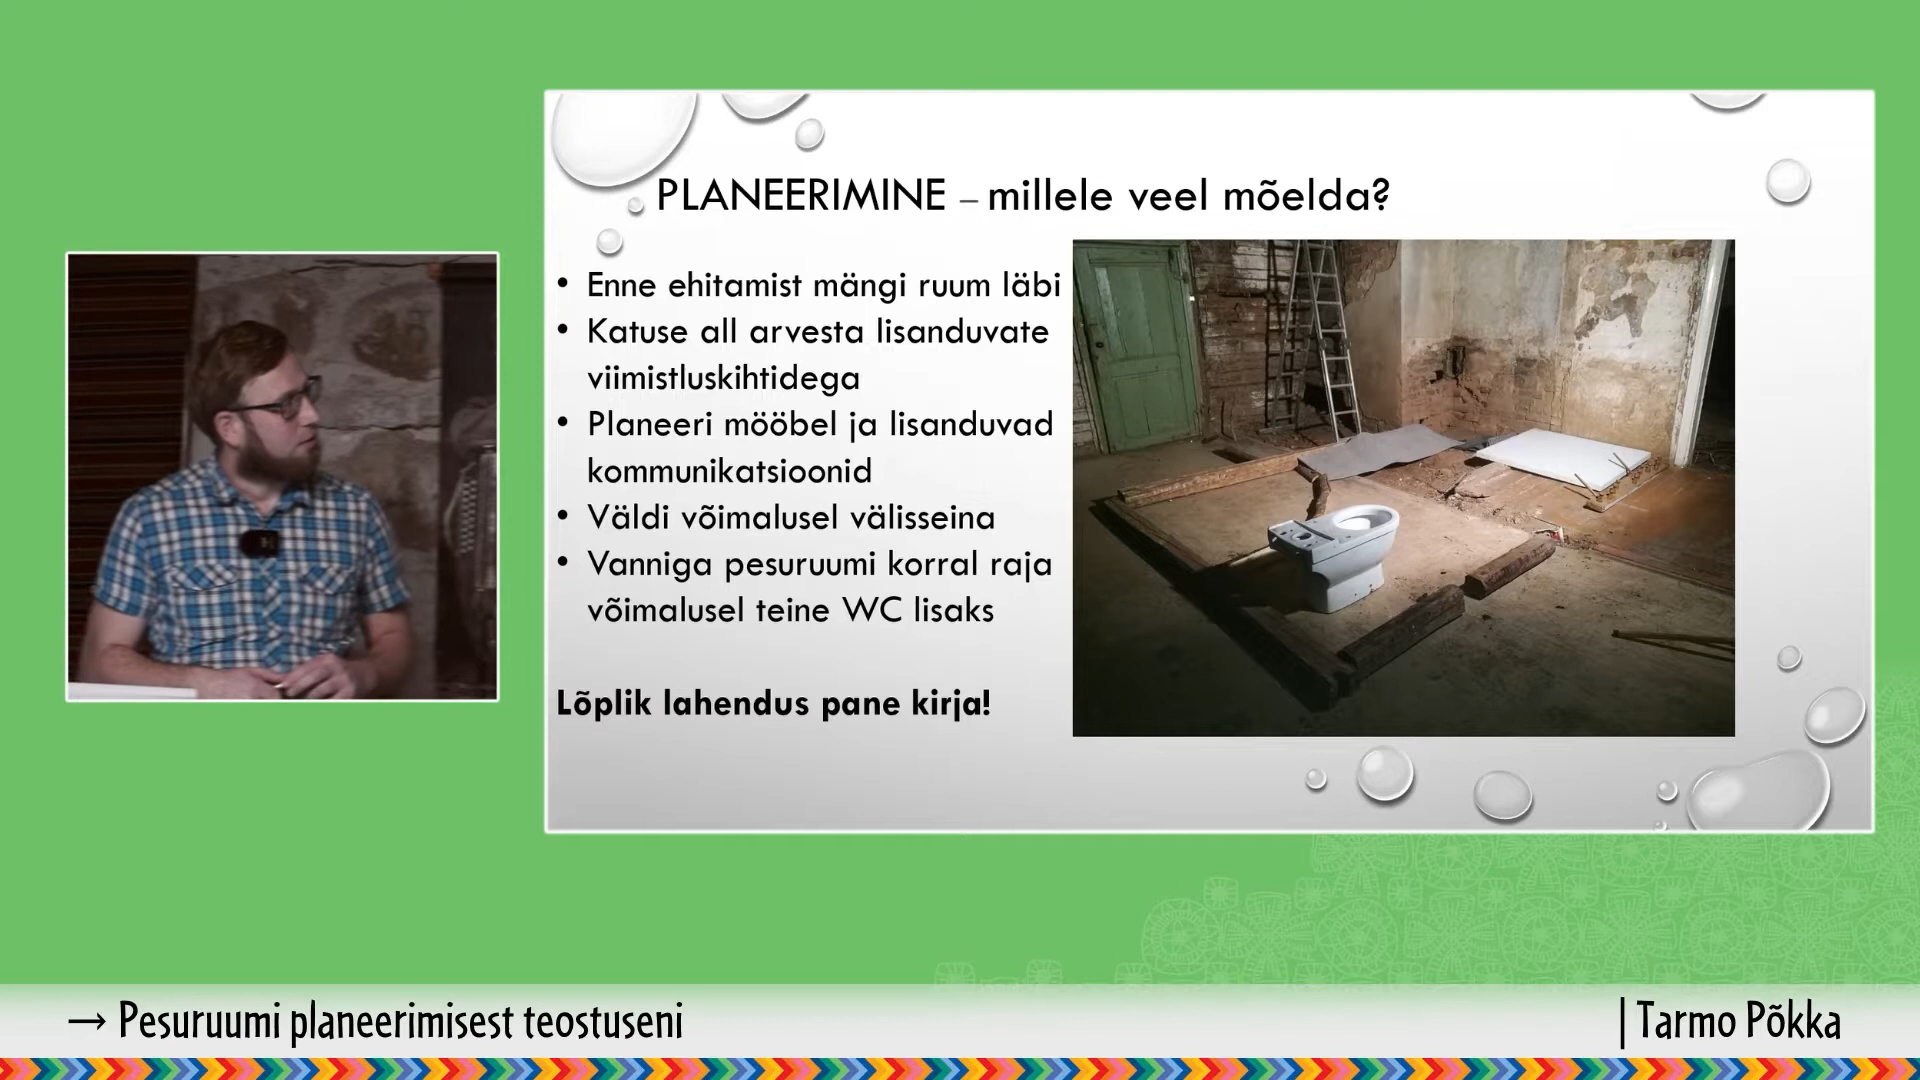 PLANEERIMINE – millele veel mõelda?
• Enne ehitamist mängi ruum läbi
• Katuse all arvesta lisanduvate
viimistluskihtidega
• Planeeri mööbel ja lisanduvad
kommunikatsioonid
• Väldi võimalusel välisseina
• Vanniga pesuruumi korral raja
võimalusel teine WC lisaks
Lõplik lahendus pane kirja!
→ Pesuruumi planeerimisest teostuseni
| Tarmo Põkka